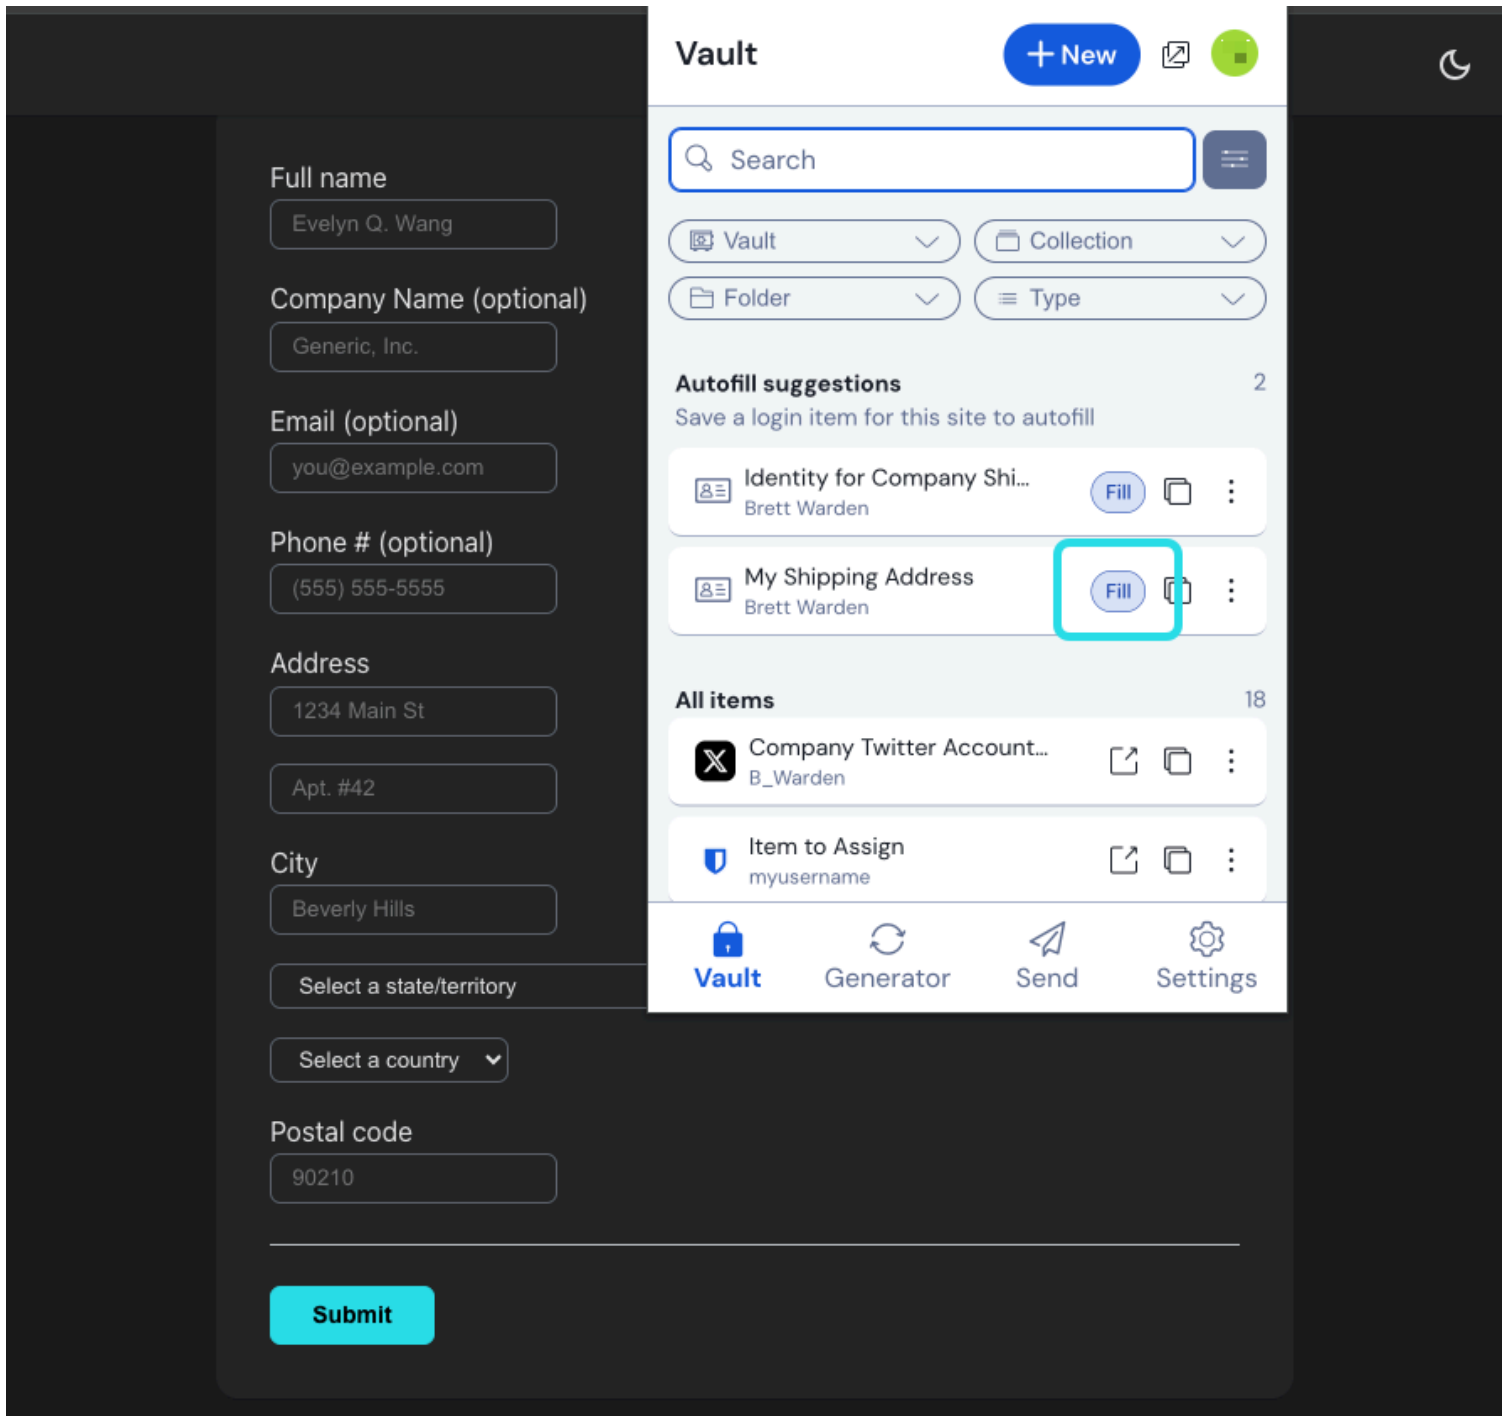 Full name
Evelyn Q. Wang
Company Name (optional)
Generic, Inc.
Email (optional)
you@example.com
Phone # (optional)
(555) 555-5555
Address
1234 Main St
Apt. #42
City
Beverly Hills
Select a state/territory
Select a country
Postal code
90210
Submit
Vault
New
Search
Vault
Collection
Folder
Type
Autofill suggestions 2
Save a login item for this site to autofill
Identity for Company Shi...
Fill
Brett Warden
My Shipping Address
Fill
Brett Warden
All items 18
Company Twitter Account...
B_Warden
Item to Assign
myusername
Vault Generator Send Settings